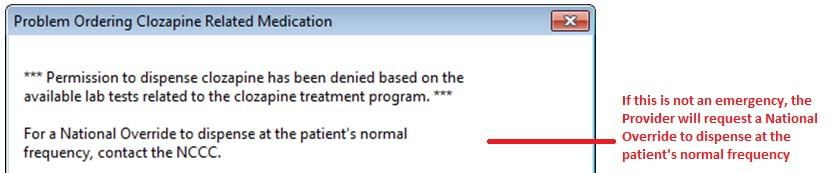 Problem Ordering Clozapine Related Medication
*** Permission to dispense clozapine has been denied based on the
available lab tests related to the clozapine treatment program. ***
For a National Override to dispense at the patient's normal
frequency, contact the NCCC.
If this is not an emergency, the
Provider will request a National
Override to dispense at the
patient's normal frequency